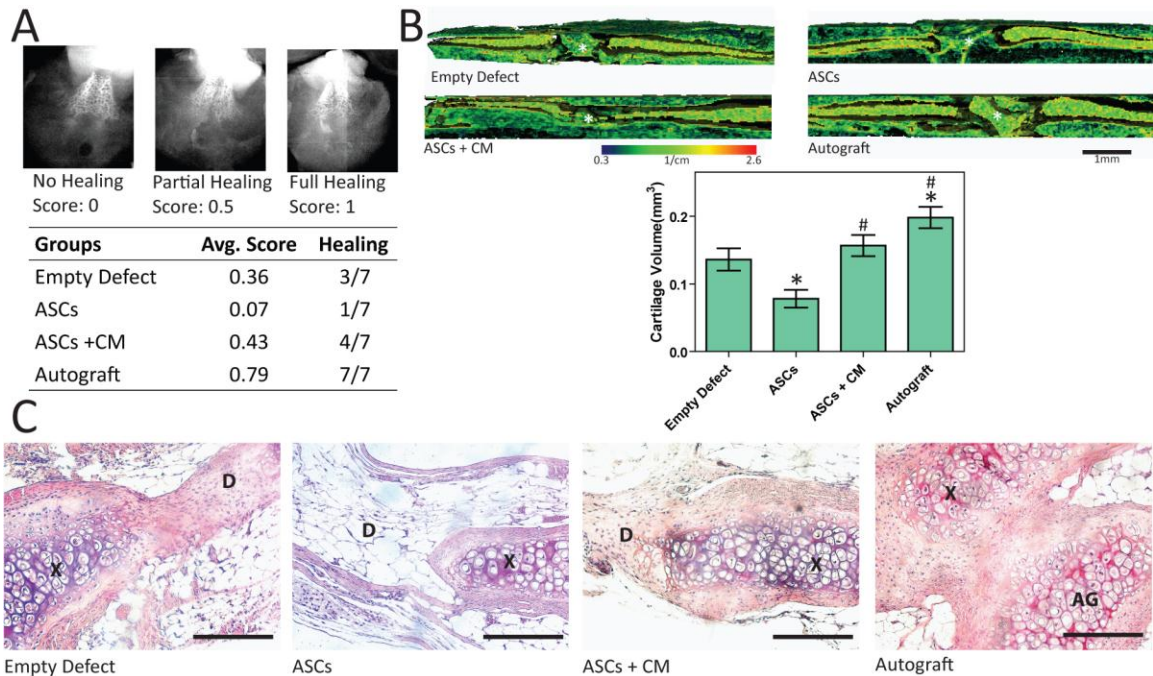 A
No Healing
Score: 0
Partial Healing
Score: 0.5
Full Healing
Score: 1
Groups Avg. Score Healing
Empty Defect 0.36 3/7
ASCs 0.07 1/7
ASCs +CM 0.43 4/7
Autograft 0.79 7/7
B
*
Empty Defect
*
ASCs
*
ASCs + CM
*
Autograft
0.3 1/cm 2.6
1mm
Cartilage Volume(mm³)
0.2
0.1
0.0
*
#
#
*
Empty Defect
ASCs
ASCs + CM
Autograft
C
D
X
Empty Defect
D
X
ASCs
D
X
ASCs + CM
X
AG
Autograft